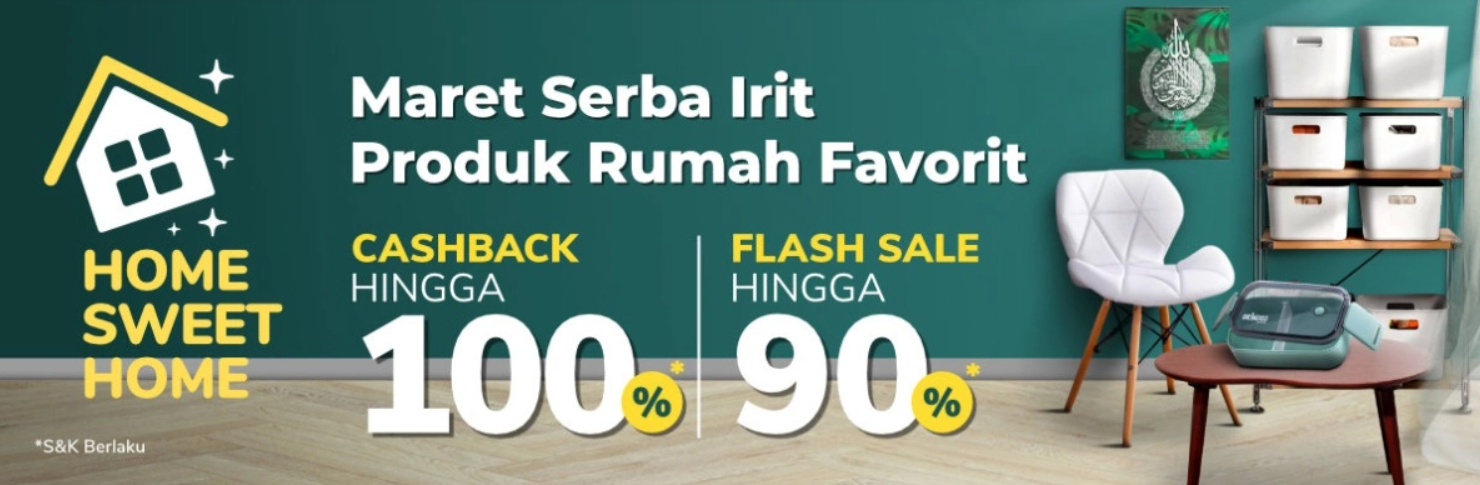 HOME
SWEET
HOME
*S&K Berlaku
Maret Serba Irit
Produk Rumah Favorit
CASHBACK
HINGGA
100%*
FLASH SALE
HINGGA
90%*